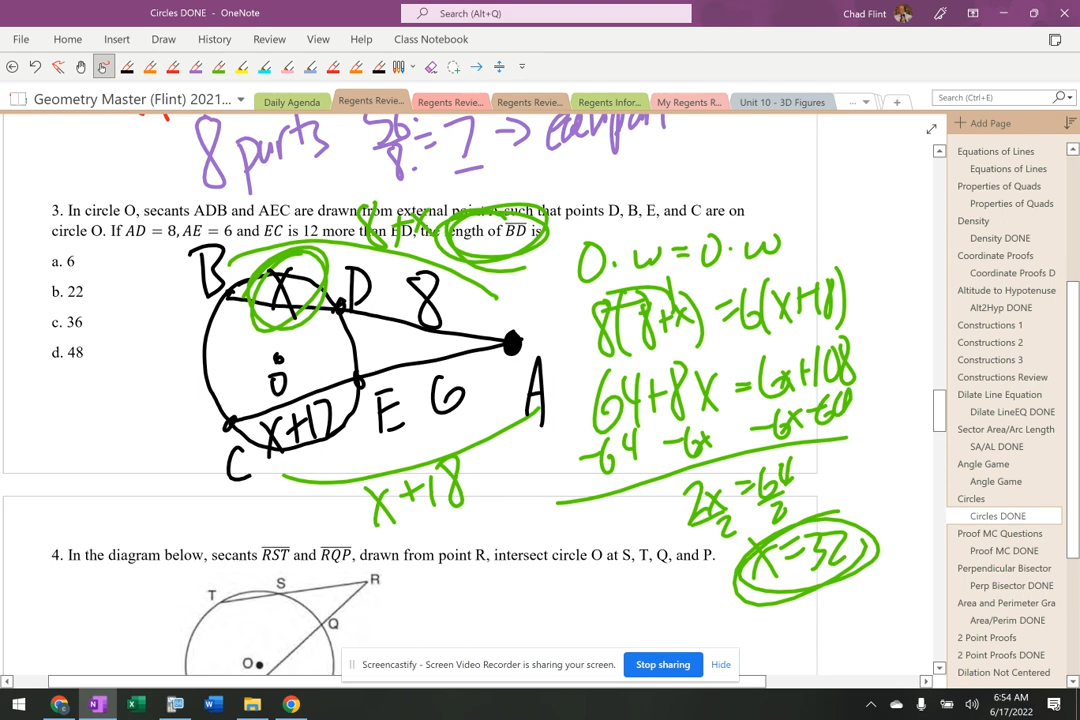 Circles DONE - OneNote
Search (Alt+Q)
Chad Flint
File Home Insert Draw History Review View Help Class Notebook
Geometry Master (Flint) 2021...
Daily Agenda
Regents Revie...
Regents Revie...
Regents Revie...
Regents Infor...
My Regents R...
Unit 10 - 3D Figures
...
Search (Ctrl+E)
Add Page
Equations of Lines
Equations of Lines
Properties of Quads
Properties of Quads
Density
Density DONE
Coordinate Proofs
Coordinate Proofs D
Altitude to Hypotenuse
Alt2Hyp DONE
Constructions 1
Constructions 2
Constructions 3
Constructions Review
Dilate Line Equation
Dilate LineEQ DONE
Sector Area/Arc Length
SA/AL DONE
Angle Game
Angle Game
Circles
Circles DONE
Proof MC Questions
Proof MC DONE
Perpendicular Bisector
Perp Bisector DONE
Area and Perimeter Gra
Area/Perim DONE
2 Point Proofs
2 Point Proofs DONE
Dilation Not Centered
8 parts 56/8 = 7 →
3. In circle O, secants ADB and AEC are drawn from external point A such that points D, B, E, and C are on
circle O. If AD = 8, AE = 6 and EC is 12 more than BD, the length of BD is
a. 6
b. 22
c. 36
d. 48
8+x
B
X
D
8
O
A
E
6
x+12
C
x+18
O·w=O·w
8(8+x)=6(x+18)
64+8x=6x+108
-64 -6x -6x -64
2x=64
2 2
x=32
4. In the diagram below, secants RST and RQP, drawn from point R, intersect circle O at S, T, Q, and P.
S
R
T
Q
O
Screencastify - Screen Video Recorder is sharing your screen.
Stop sharing
Hide
6:54 AM
6/17/2022